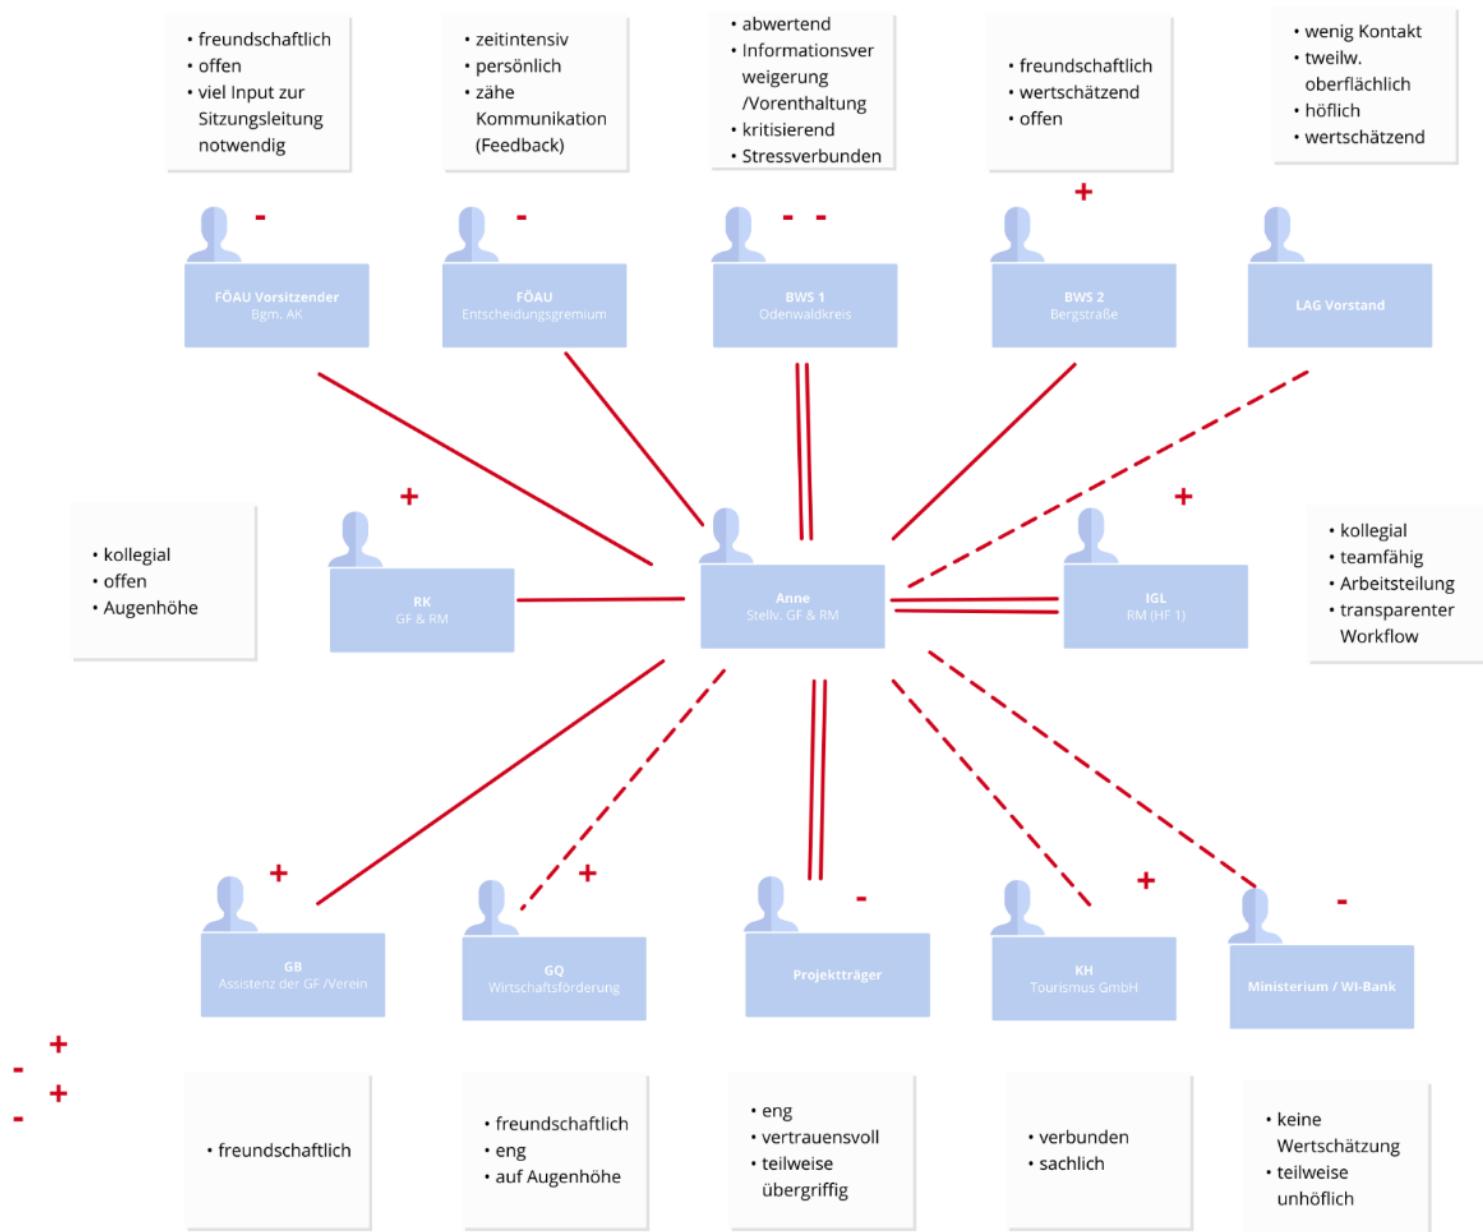 • freundschaftlich
• offen
• viel Input zur
Sitzungsleitung
notwendig
• zeitintensiv
• persönlich
• zähe
Kommunikation
(Feedback)
• abwertend
• Informationsver
weigerung
/Vorenthaltung
• kritisierend
• Stressverbunden
• freundschaftlich
• wertschätzend
• offen
• wenig Kontakt
• tweilw.
oberflächlich
• höflich
• wertschätzend
-
-
- -
+
FÖAU Vorsitzender
Bgm. AK
FÖAU
Entscheidungsgremium
BWS 1
Odenwaldkreis
BWS 2
Bergstraße
LAG Vorstand
• kollegial
• offen
• Augenhöhe
+
RK
GF & RM
Anne
Stellv. GF & RM
+
IGL
RM (HF 1)
• kollegial
• teamfähig
• Arbeitsteilung
• transparenter
Workflow
+
+
-
+
-
GB
Assistenz der GF /Verein
GQ
Wirtschaftsförderung
Projektträger
KH
Tourismus GmbH
Ministerium / WI-Bank
+
-
+
-
• freundschaftlich
• freundschaftlich
• eng
• auf Augenhöhe
• eng
• vertrauensvoll
• teilweise
übergriffig
• verbunden
• sachlich
• keine
Wertschätzung
• teilweise
unhöflich